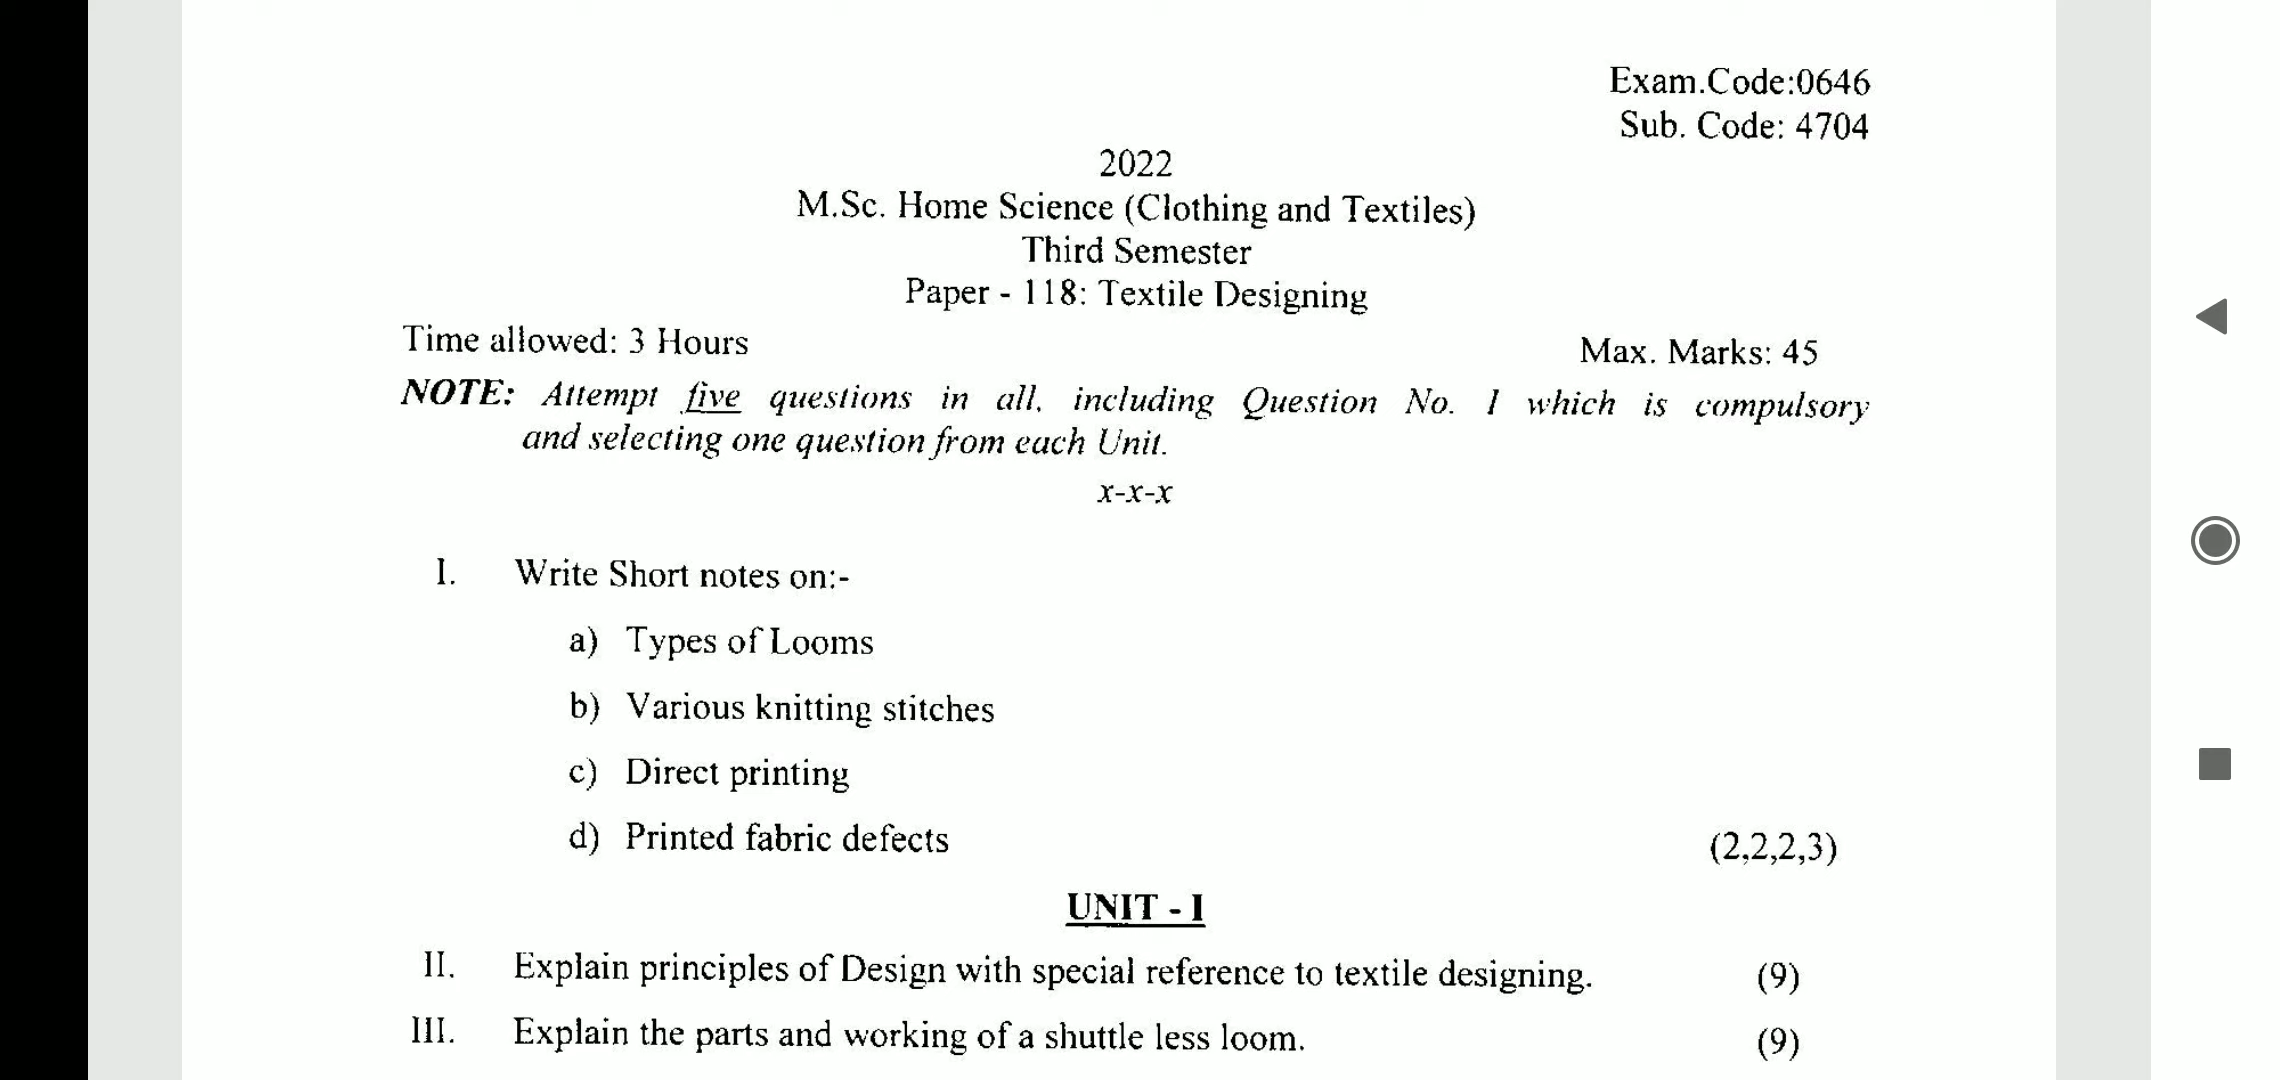 Exam.Code:0646
Sub. Code: 4704
2022
M.Sc. Home Science (Clothing and Textiles)
Third Semester
Paper - 118: Textile Designing
Time allowed: 3 Hours
Max. Marks: 45
NOTE: Attempt five questions in all, including Question No. I which is compulsory
and selecting one question from each Unit.
x-x-x
I. Write Short notes on:-
a) Types of Looms
b) Various knitting stitches
c) Direct printing
d) Printed fabric defects (2,2,2,3)
UNIT - I
II. Explain principles of Design with special reference to textile designing. (9)
III. Explain the parts and working of a shuttle less loom. (9)